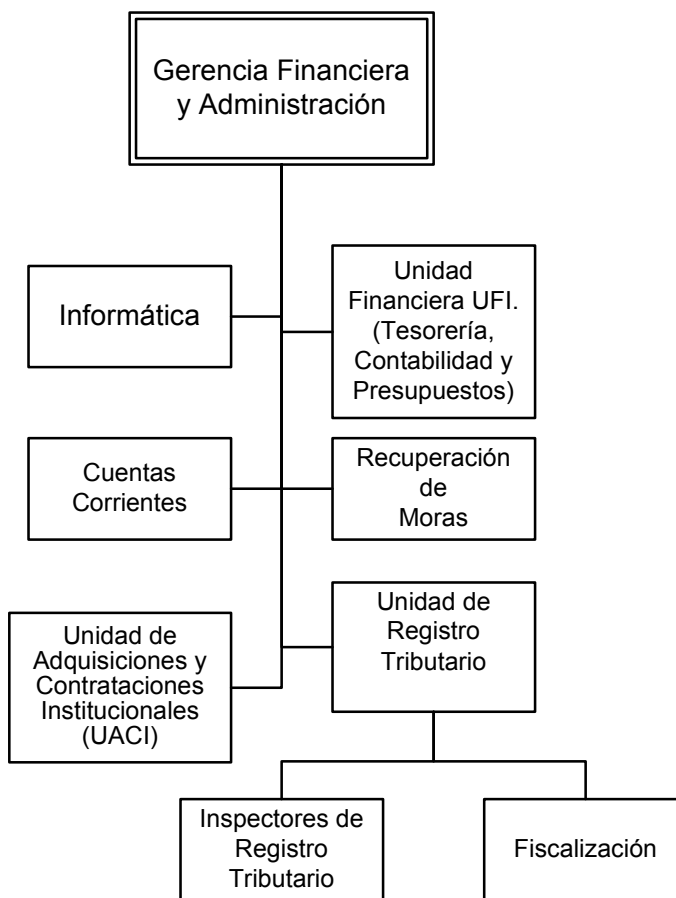 Gerencia Financiera
y Administración
Informática
Unidad
Financiera UFI.
(Tesorería,
Contabilidad y
Presupuestos)
Cuentas
Corrientes
Recuperación
de
Moras
Unidad de
Adquisiciones y
Contrataciones
Institucionales
(UACI)
Unidad de
Registro
Tributario
Inspectores de
Registro
Tributario
Fiscalización